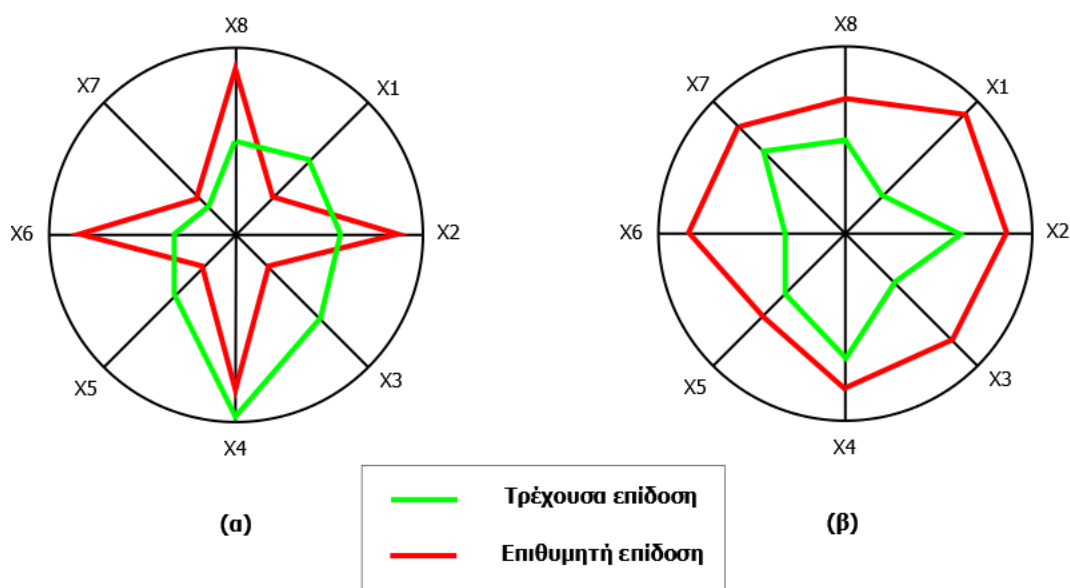 X8
X7
X1
X6
X2
X5
X3
X4
(α)
X8
X7
X1
X6
X2
X5
X3
X4
(β)
Τρέχουσα επίδοση
Επιθυμητή επίδοση